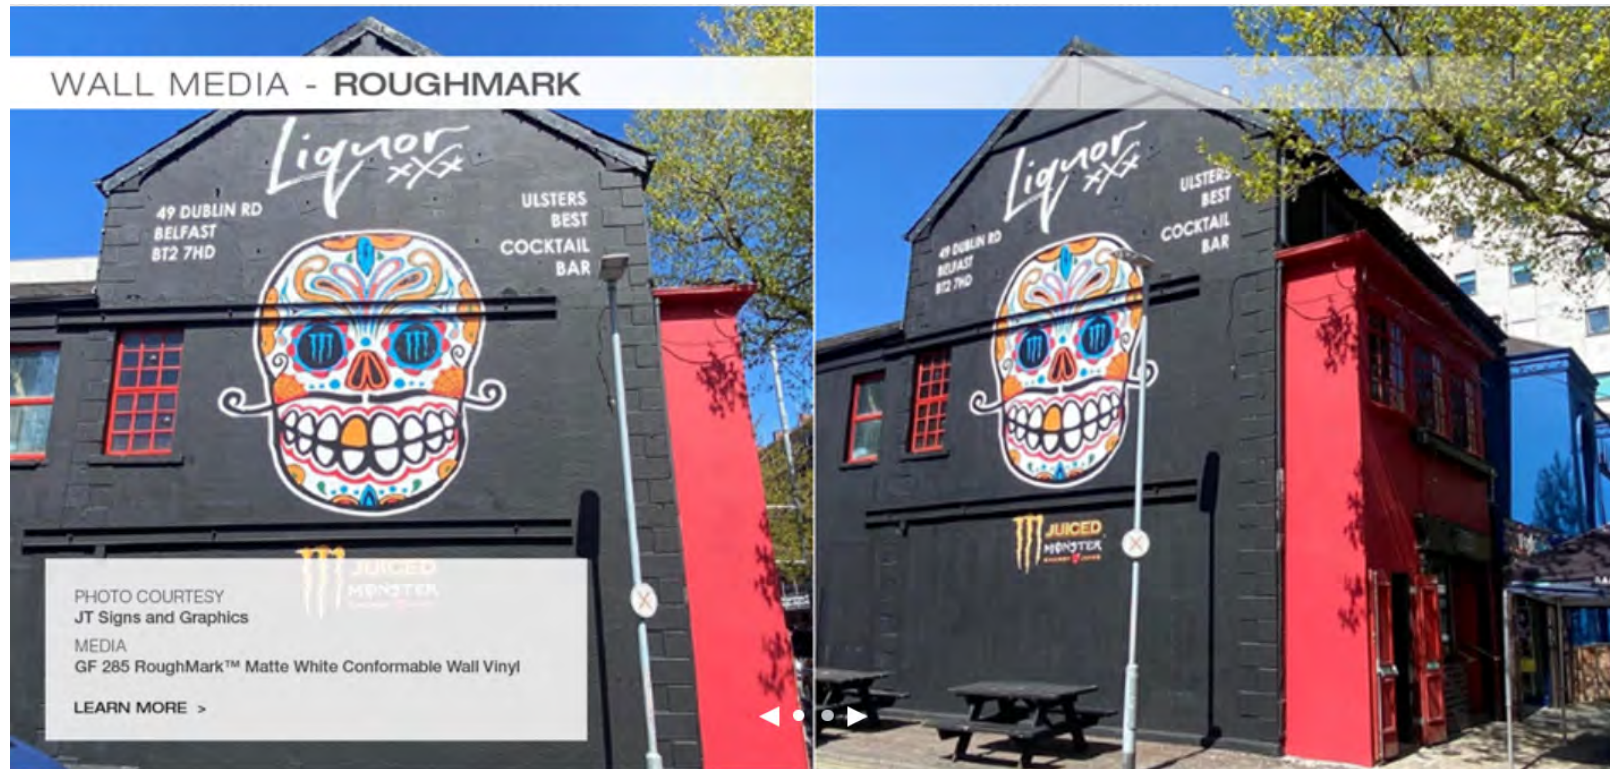 WALL MEDIA - ROUGHMARK
Liquor
xXx
49 DUBLIN RD
BELFAST
BT2 7HD
ULSTERS
BEST
COCKTAIL
BAR
JUICED
MONSTER
PHOTO COURTESY
JT Signs and Graphics
MEDIA
GF 285 RoughMark™ Matte White Conformable Wall Vinyl
LEARN MORE >
Liquor
xXx
49 DUBLIN RD
BELFAST
BT2 7HD
ULSTERS
BEST
COCKTAIL
BAR
JUICED
MONSTER